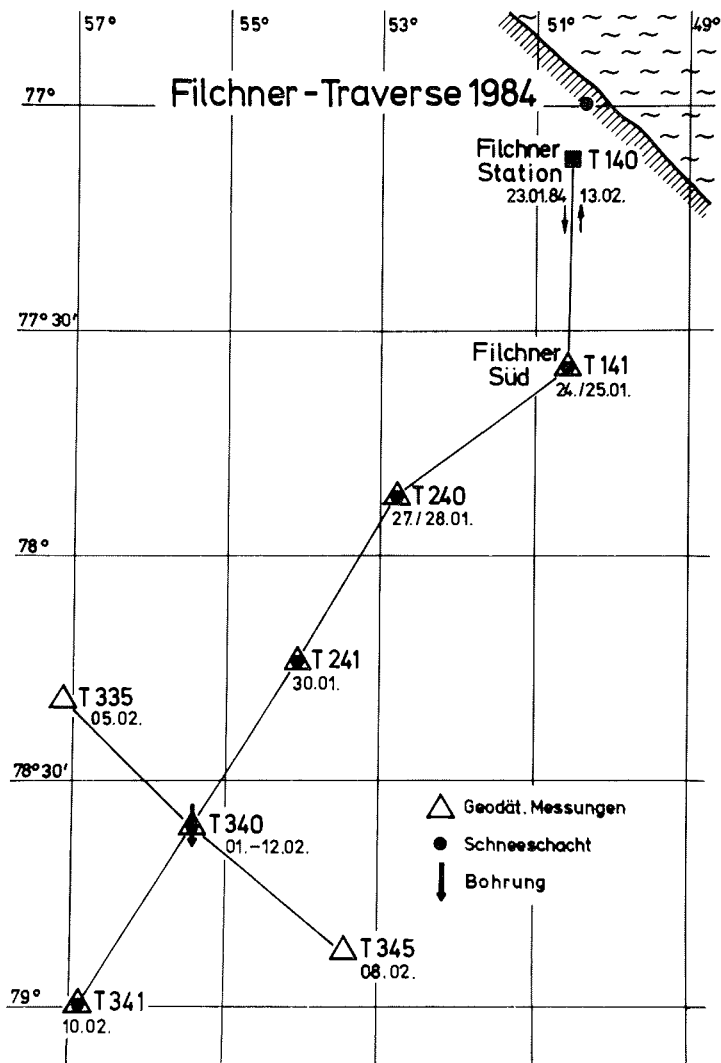 57°
55°
53°
51°
49°
77°
Filchner-Traverse 1984
Filchner
Station
T 140
23.01.84
13.02.
77° 30′
Filchner
Süd
T 141
24./25.01.
T 240
27./28.01.
78°
T 241
30.01.
T 335
05.02.
78° 30′
T 340
01.-12.02.
Geodät. Messungen
Schneeschacht
Bohrung
T 345
08.02.
79°
T 341
10.02.